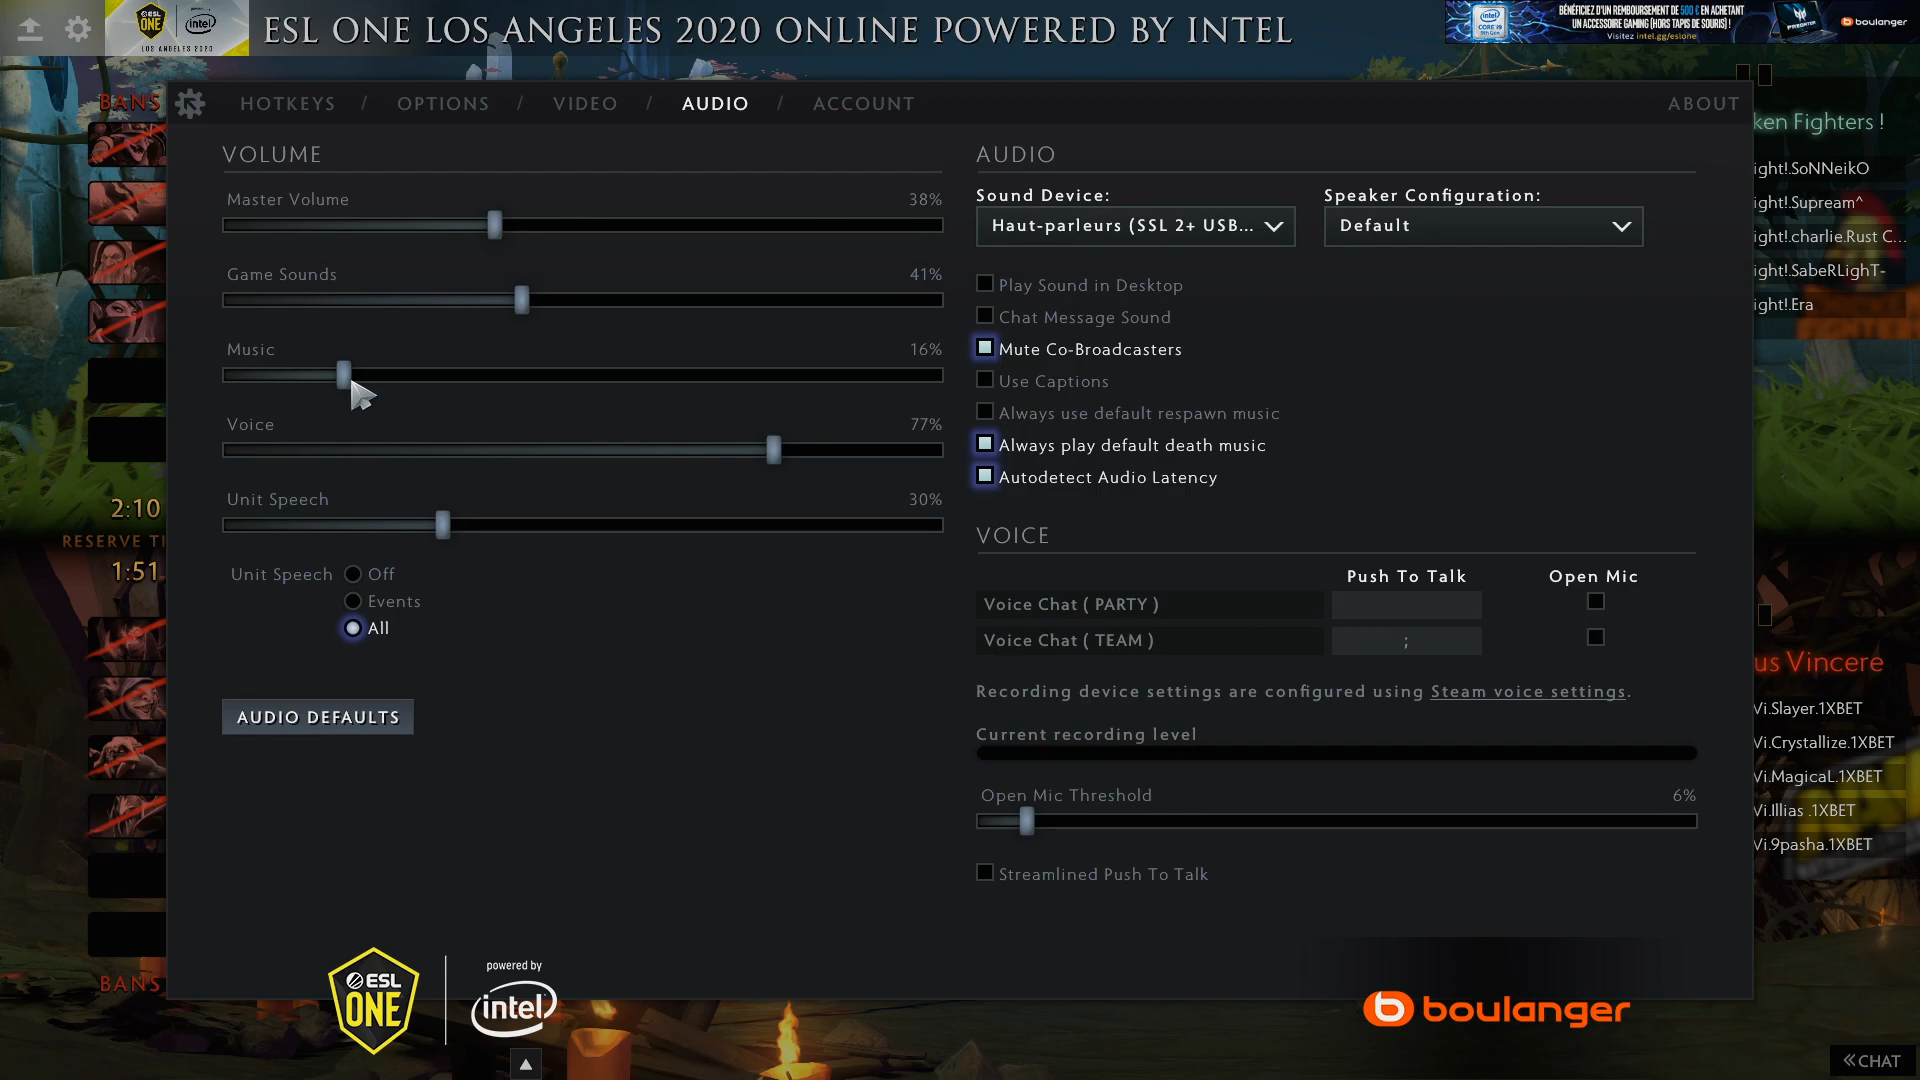 ESL ONE
intel
LOS ANGELES 2020
ESL ONE LOS ANGELES 2020 ONLINE POWERED BY INTEL
BÉNÉFICIEZ D'UN REMBOURSEMENT DE 500 € EN ACHETANT
UN ACCESSOIRE GAMING (HORS TAPIS DE SOURIS) !
Visitez intel.gg/eslone
PREDATOR
boulanger
BANS
HOTKEYS / OPTIONS / VIDEO / AUDIO / ACCOUNT
ABOUT
VOLUME
Master Volume 38%
Game Sounds 41%
Music 16%
Voice 77%
Unit Speech 30%
Unit Speech
Off
Events
All
AUDIO DEFAULTS
AUDIO
Sound Device:
Haut-parleurs (SSL 2+ USB...
Speaker Configuration:
Default
Play Sound in Desktop
Chat Message Sound
Mute Co-Broadcasters
Use Captions
Always use default respawn music
Always play default death music
Autodetect Audio Latency
VOICE
Push To Talk Open Mic
Voice Chat ( PARTY )
Voice Chat ( TEAM ) ;
Recording device settings are configured using Steam voice settings.
Current recording level
Open Mic Threshold 6%
Streamlined Push To Talk
2:10
RESERVE TI
1:51
BANS
ken Fighters !
ight!.SoNNeikO
ight!.Supream^
ight!.charlie.Rust C...
ight!.SabeRLighT-
ight!.Era
us Vincere
Vi.Slayer.1XBET
Vi.Crystallize.1XBET
Vi.MagicaL.1XBET
Vi.Illias .1XBET
Vi.9pasha.1XBET
ESL
ONE
powered by
intel
boulanger
CHAT